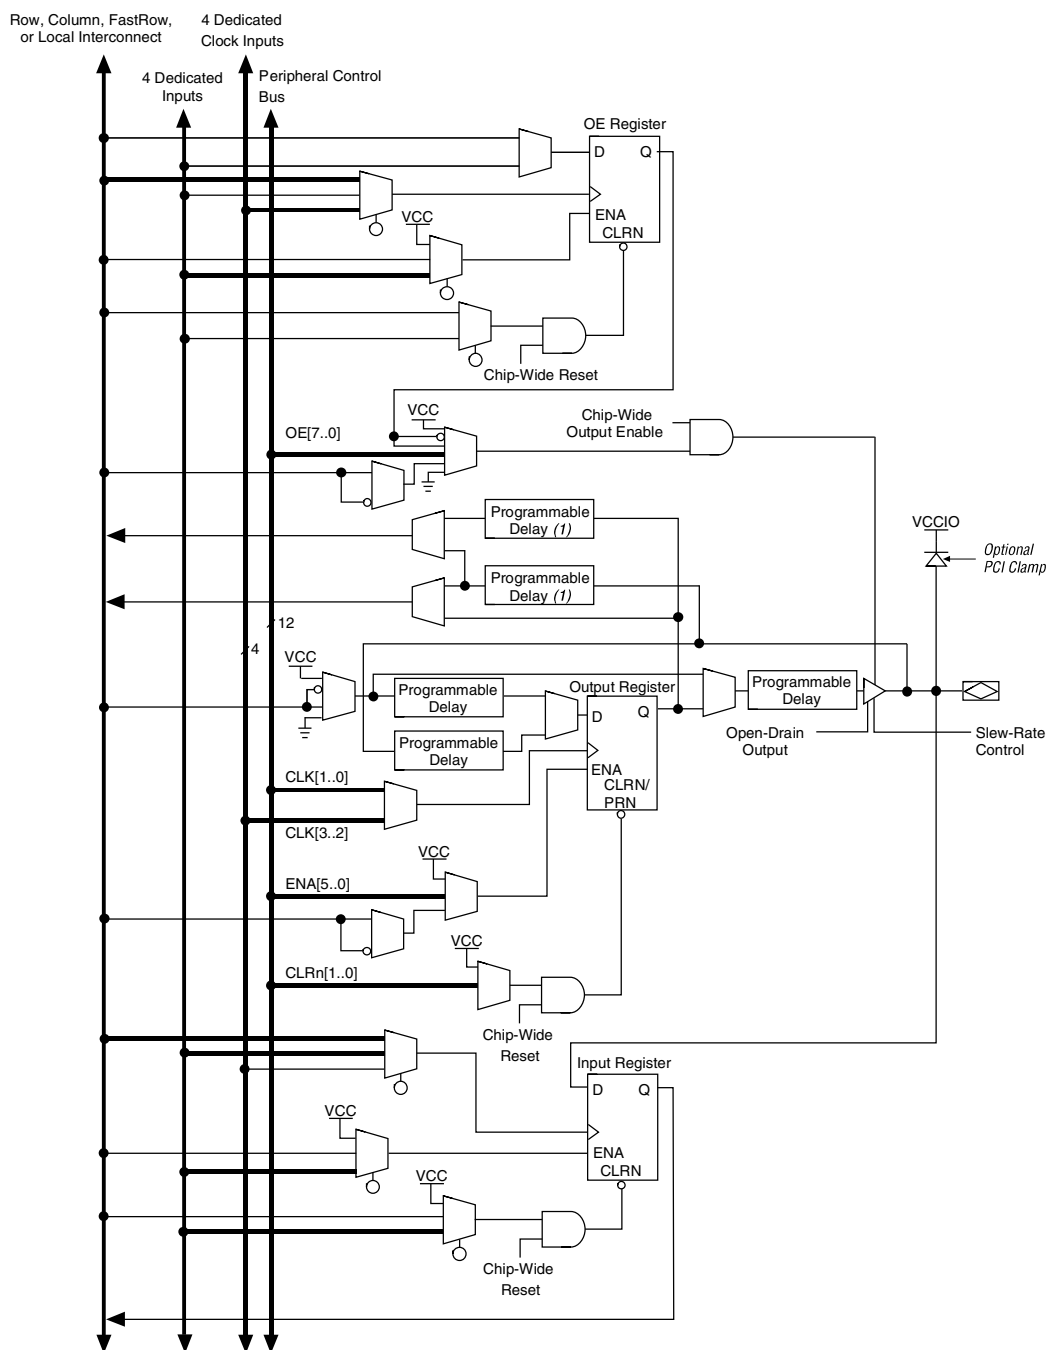 Row, Column, FastRow,
or Local Interconnect
4 Dedicated
Clock Inputs
4 Dedicated
Inputs
Peripheral Control
Bus
OE Register
D
Q
ENA
CLRN
VCC
Chip-Wide Reset
VCC
OE[7..0]
Chip-Wide
Output Enable
Programmable
Delay (1)
VCCIO
Optional
PCI Clamp
Programmable
Delay (1)
12
4
VCC
Programmable
Delay
Output Register
D
Q
ENA
CLRN/
PRN
Programmable
Delay
Programmable
Delay
Open-Drain
Output
Slew-Rate
Control
CLK[1..0]
CLK[3..2]
VCC
ENA[5..0]
VCC
CLRn[1..0]
Chip-Wide
Reset
Input Register
D
Q
ENA
CLRN
VCC
VCC
Chip-Wide
Reset